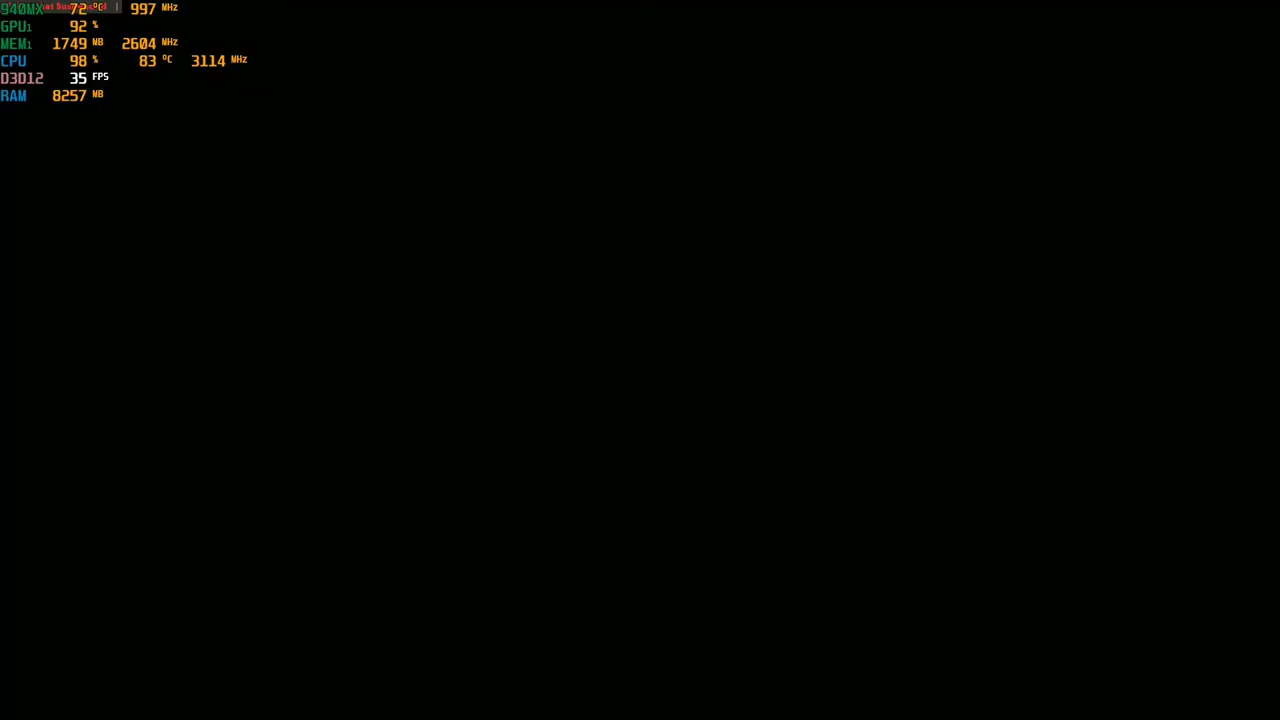 940MX 72 °C 997 MHz
GPU1 92 %
MEM1 1749 MB 2604 MHz
CPU 98 % 83 °C 3114 MHz
D3D12 35 FPS
RAM 8257 MB